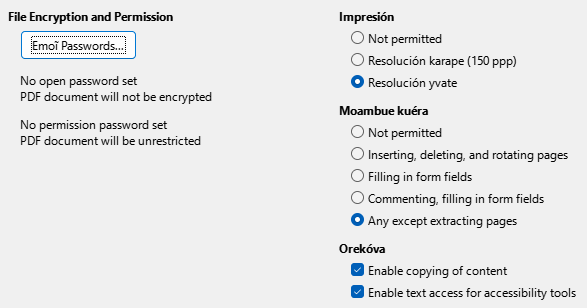 File Encryption and Permission
Emoĩ Passwords...
No open password set
PDF document will not be encrypted
No permission password set
PDF document will be unrestricted
Impresión
Not permitted
Resolución karape (150 ppp)
Resolución yvate
Moambue kuéra
Not permitted
Inserting, deleting, and rotating pages
Filling in form fields
Commenting, filling in form fields
Any except extracting pages
Orekóva
Enable copying of content
Enable text access for accessibility tools